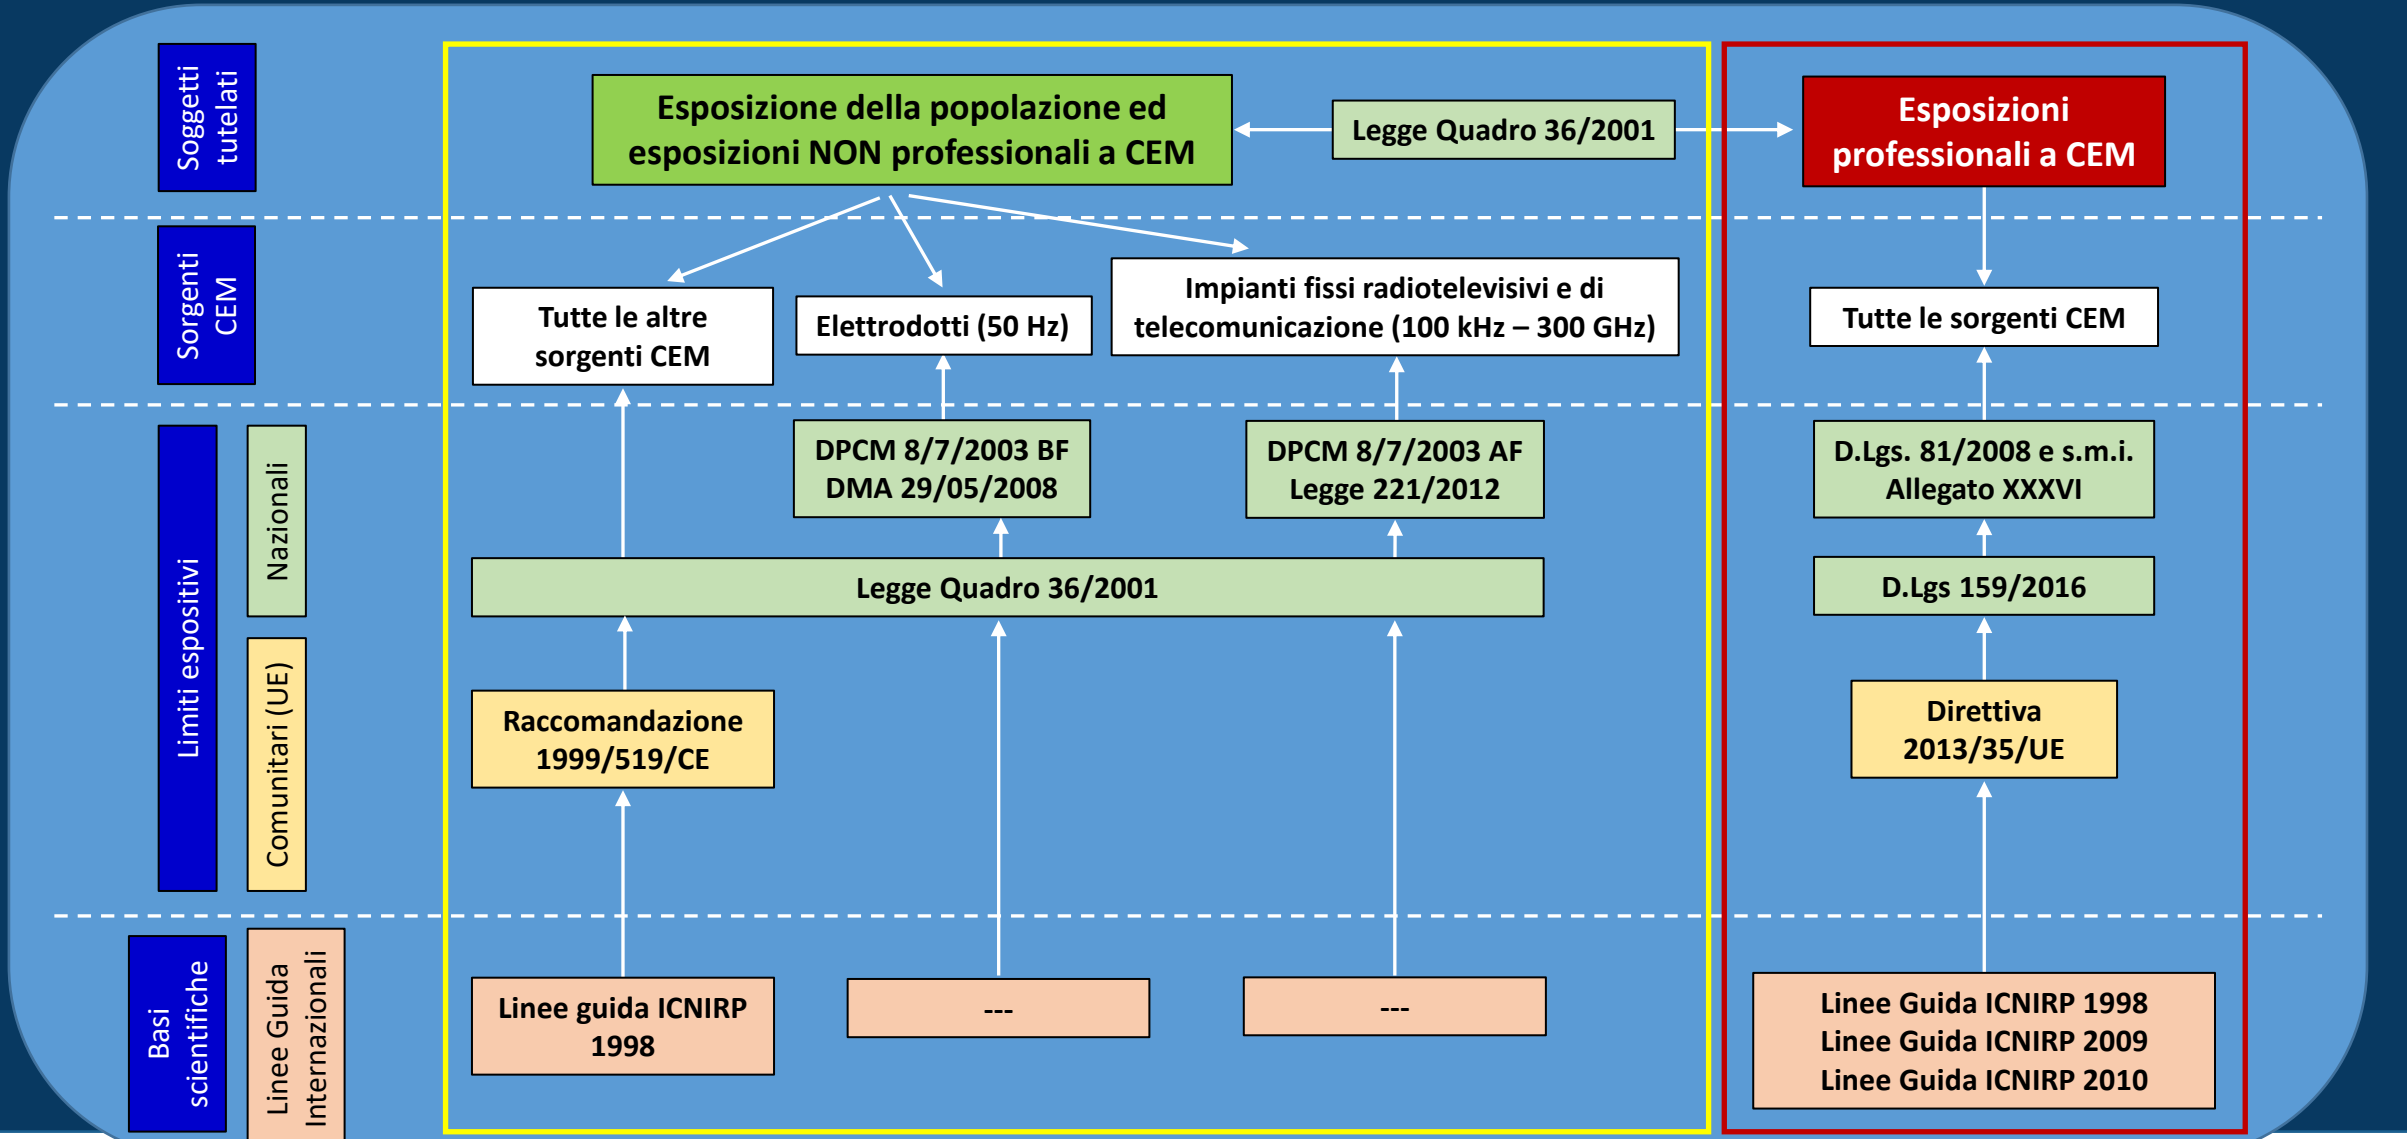 Soggetti
tutelati
Esposizione della popolazione ed
esposizioni NON professionali a CEM
Legge Quadro 36/2001
Esposizioni
professionali a CEM
Sorgenti
CEM
Tutte le altre
sorgenti CEM
Elettrodotti (50 Hz)
Impianti fissi radiotelevisivi e di
telecomunicazione (100 kHz – 300 GHz)
Tutte le sorgenti CEM
Limiti espositivi
Nazionali
DPCM 8/7/2003 BF
DMA 29/05/2008
DPCM 8/7/2003 AF
Legge 221/2012
D.Lgs. 81/2008 e s.m.i.
Allegato XXXVI
Legge Quadro 36/2001
D.Lgs 159/2016
Comunitari (UE)
Raccomandazione
1999/519/CE
Direttiva
2013/35/UE
Basi
scientifiche
Linee Guida
Internazionali
Linee guida ICNIRP
1998
---
---
Linee Guida ICNIRP 1998
Linee Guida ICNIRP 2009
Linee Guida ICNIRP 2010